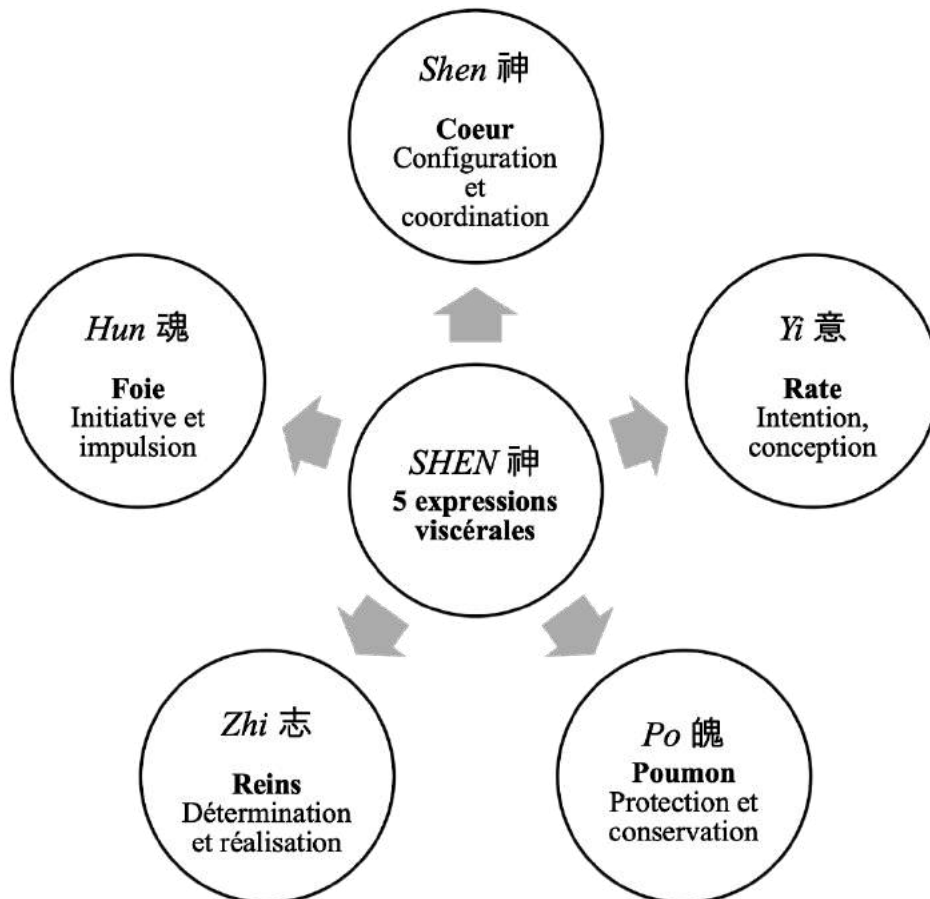 Shen 神
Coeur
Configuration
et
coordination
Hun 魂
Foie
Initiative et
impulsion
Yi 意
Rate
Intention,
conception
SHEN 神
5 expressions
viscérales
Zhi 志
Reins
Détermination
et réalisation
Po 魄
Poumon
Protection et
conservation